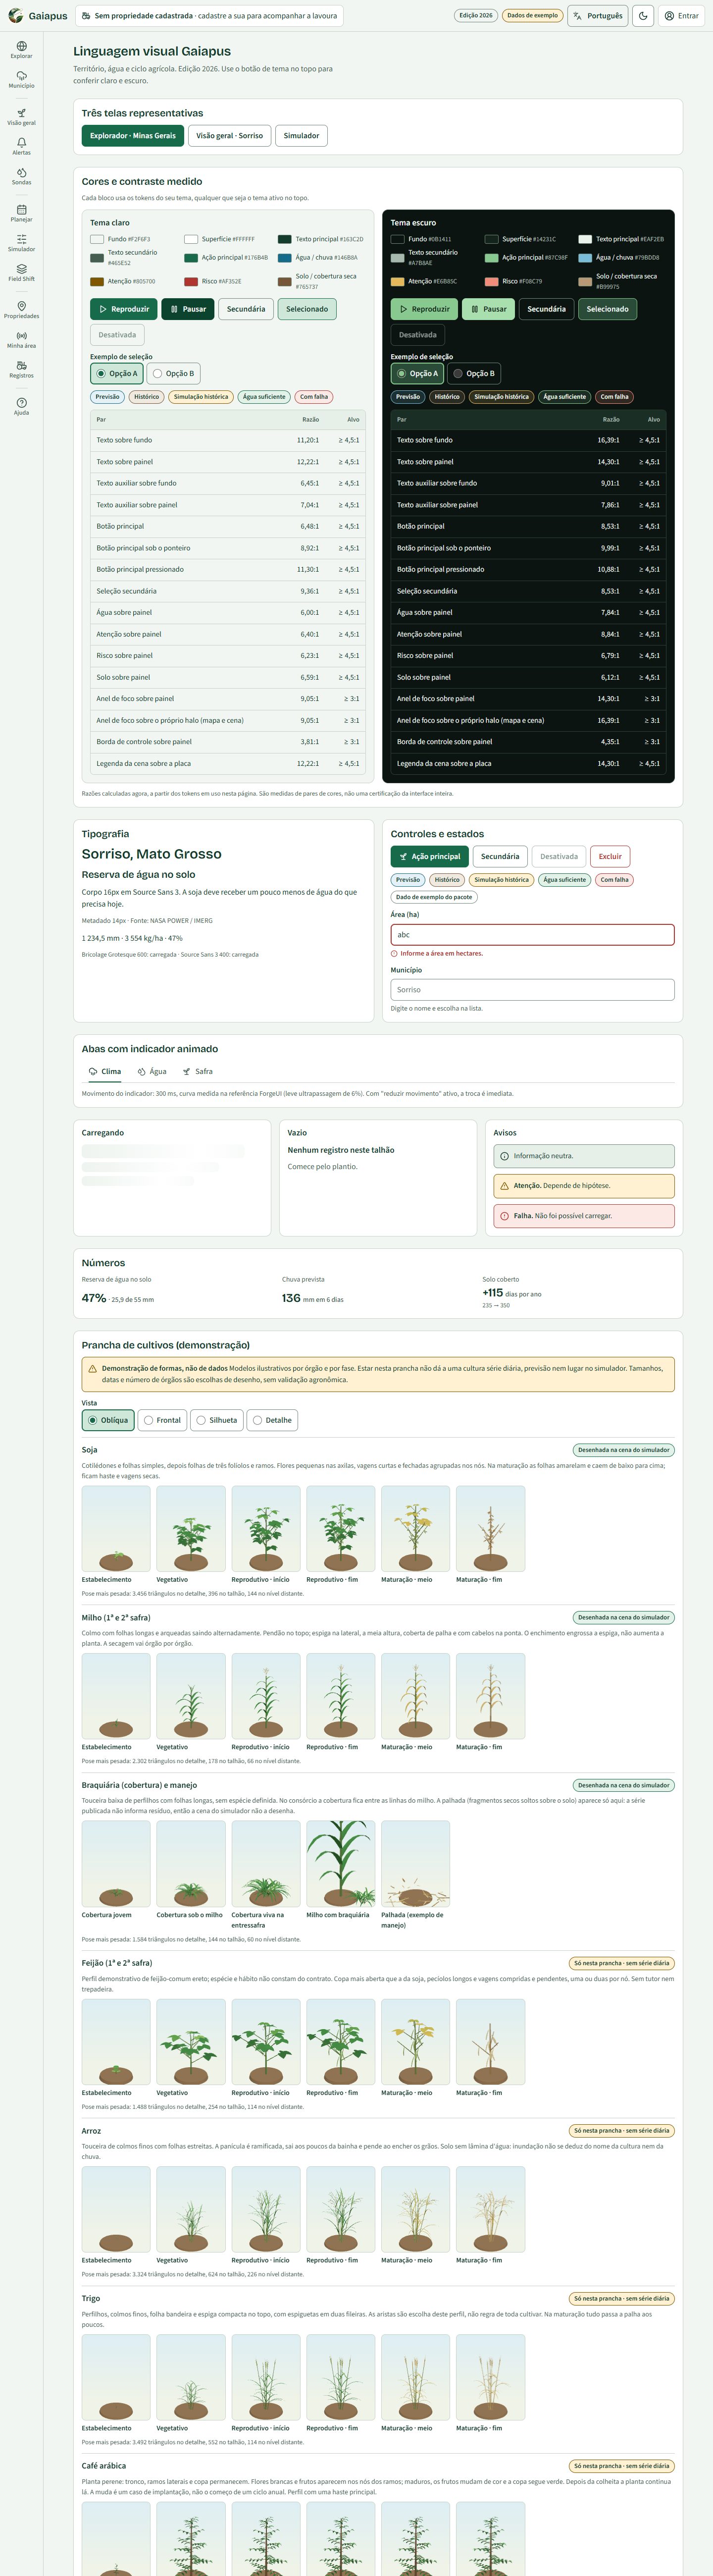 Gaiapus
Sem propriedade cadastrada · cadastre a sua para acompanhar a lavoura
Edição 2026
Dados de exemplo
Português
Entrar
Explorar
Município
Visão geral
Alertas
Sondas
Planejar
Simulador
Field Shift
Propriedades
Minha área
Registros
Ajuda
Linguagem visual Gaiapus
Território, água e ciclo agrícola. Edição 2026. Use o botão de tema no topo para
conferir claro e escuro.
Três telas representativas
Explorador · Minas Gerais
Visão geral · Sorriso
Simulador
Cores e contraste medido
Cada bloco usa os tokens do seu tema, qualquer que seja o tema ativo no topo.
Tema claro
Fundo #F2F6F3
Superfície #FFFFFF
Texto principal #163C2D
Texto secundário
#465E52
Ação principal #176B4B
Água / chuva #146B8A
Atenção #805700
Risco #AF352E
Solo / cobertura seca
#765737
Reproduzir
Pausar
Secundária
Selecionado
Desativada
Exemplo de seleção
Opção A
Opção B
Previsão
Histórico
Simulação histórica
Água suficiente
Com falha
Par Razão Alvo
Texto sobre fundo 11,20:1 ≥ 4,5:1
Texto sobre painel 12,22:1 ≥ 4,5:1
Texto auxiliar sobre fundo 6,45:1 ≥ 4,5:1
Texto auxiliar sobre painel 7,04:1 ≥ 4,5:1
Botão principal 6,48:1 ≥ 4,5:1
Botão principal sob o ponteiro 8,92:1 ≥ 4,5:1
Botão principal pressionado 11,30:1 ≥ 4,5:1
Seleção secundária 9,36:1 ≥ 4,5:1
Água sobre painel 6,00:1 ≥ 4,5:1
Atenção sobre painel 6,40:1 ≥ 4,5:1
Risco sobre painel 6,23:1 ≥ 4,5:1
Solo sobre painel 6,59:1 ≥ 4,5:1
Anel de foco sobre painel 9,05:1 ≥ 3:1
Anel de foco sobre o próprio halo (mapa e cena) 9,05:1 ≥ 3:1
Borda de controle sobre painel 3,81:1 ≥ 3:1
Legenda da cena sobre a placa 12,22:1 ≥ 4,5:1
Tema escuro
Fundo #0B1411
Superfície #14231C
Texto principal #EAF2EB
Texto secundário
#A7B8AE
Ação principal #87C98F
Água / chuva #79BDD8
Atenção #E6B85C
Risco #F08C79
Solo / cobertura seca
#B99975
Reproduzir
Pausar
Secundária
Selecionado
Desativada
Exemplo de seleção
Opção A
Opção B
Previsão
Histórico
Simulação histórica
Água suficiente
Com falha
Par Razão Alvo
Texto sobre fundo 16,39:1 ≥ 4,5:1
Texto sobre painel 14,30:1 ≥ 4,5:1
Texto auxiliar sobre fundo 9,01:1 ≥ 4,5:1
Texto auxiliar sobre painel 7,86:1 ≥ 4,5:1
Botão principal 8,53:1 ≥ 4,5:1
Botão principal sob o ponteiro 9,99:1 ≥ 4,5:1
Botão principal pressionado 10,88:1 ≥ 4,5:1
Seleção secundária 8,53:1 ≥ 4,5:1
Água sobre painel 7,84:1 ≥ 4,5:1
Atenção sobre painel 8,84:1 ≥ 4,5:1
Risco sobre painel 6,79:1 ≥ 4,5:1
Solo sobre painel 6,12:1 ≥ 4,5:1
Anel de foco sobre painel 14,30:1 ≥ 3:1
Anel de foco sobre o próprio halo (mapa e cena) 16,39:1 ≥ 3:1
Borda de controle sobre painel 4,35:1 ≥ 3:1
Legenda da cena sobre a placa 14,30:1 ≥ 4,5:1
Razões calculadas agora, a partir dos tokens em uso nesta página. São medidas de pares de cores, não uma certificação da interface inteira.
Tipografia
Sorriso, Mato Grosso
Reserva de água no solo
Corpo 16px em Source Sans 3. A soja deve receber um pouco menos de água do que
precisa hoje.
Metadado 14px · Fonte: NASA POWER / IMERG
1 234,5 mm · 3 554 kg/ha · 47%
Bricolage Grotesque 600: carregada · Source Sans 3 400: carregada
Controles e estados
Ação principal
Secundária
Desativada
Excluir
Previsão
Histórico
Simulação histórica
Água suficiente
Com falha
Dado de exemplo do pacote
Área (ha)
abc
Informe a área em hectares.
Município
Sorriso
Digite o nome e escolha na lista.
Abas com indicador animado
Clima
Água
Safra
Movimento do indicador: 300 ms, curva medida na referência ForgeUI (leve ultrapassagem de 6%). Com "reduzir movimento" ativo, a troca é imediata.
Carregando
Vazio
Nenhum registro neste talhão
Comece pelo plantio.
Avisos
Informação neutra.
Atenção. Depende de hipótese.
Falha. Não foi possível carregar.
Números
Reserva de água no solo
47% · 25,9 de 55 mm
Chuva prevista
136 mm em 6 dias
Solo coberto
+115 dias por ano
235 → 350
Prancha de cultivos (demonstração)
Demonstração de formas, não de dados Modelos ilustrativos por órgão e por fase. Estar nesta prancha não dá a uma cultura série diária, previsão nem lugar no simulador. Tamanhos,
datas e número de órgãos são escolhas de desenho, sem validação agronômica.
Vista
Oblíqua
Frontal
Silhueta
Detalhe
Soja
Desenhada na cena do simulador
Cotilédones e folhas simples, depois folhas de três folíolos e ramos. Flores pequenas nas axilas, vagens curtas e fechadas agrupadas nos nós. Na maturação as folhas amarelam e caem de baixo para cima;
ficam haste e vagens secas.
Estabelecimento
Vegetativo
Reprodutivo · início
Reprodutivo · fim
Maturação · meio
Maturação · fim
Pose mais pesada: 3.456 triângulos no detalhe, 396 no talhão, 144 no nível distante.
Milho (1ª e 2ª safra)
Desenhada na cena do simulador
Colmo com folhas longas e arqueadas saindo alternadamente. Pendão no topo; espiga na lateral, a meia altura, coberta de palha e com cabelos na ponta. O enchimento engrossa a espiga, não aumenta a
planta. A secagem vai órgão por órgão.
Estabelecimento
Vegetativo
Reprodutivo · início
Reprodutivo · fim
Maturação · meio
Maturação · fim
Pose mais pesada: 2.302 triângulos no detalhe, 178 no talhão, 66 no nível distante.
Braquiária (cobertura) e manejo
Desenhada na cena do simulador
Touceira baixa de perfilhos com folhas longas, sem espécie definida. No consórcio a cobertura fica entre as linhas do milho. A palhada (fragmentos secos soltos sobre o solo) aparece só aqui: a série
publicada não informa resíduo, então a cena do simulador não a desenha.
Cobertura jovem
Cobertura sob o milho
Cobertura viva na
entressafra
Milho com braquiária
Palhada (exemplo de
manejo)
Pose mais pesada: 1.584 triângulos no detalhe, 144 no talhão, 60 no nível distante.
Feijão (1ª e 2ª safra)
Só nesta prancha · sem série diária
Perfil demonstrativo de feijão-comum ereto; espécie e hábito não constam do contrato. Copa mais aberta que a da soja, pecíolos longos e vagens compridas e pendentes, uma ou duas por nó. Sem tutor nem
trepadeira.
Estabelecimento
Vegetativo
Reprodutivo · início
Reprodutivo · fim
Maturação · meio
Maturação · fim
Pose mais pesada: 1.488 triângulos no detalhe, 254 no talhão, 114 no nível distante.
Arroz
Só nesta prancha · sem série diária
Touceira de colmos finos com folhas estreitas. A panícula é ramificada, sai aos poucos da bainha e pende ao encher os grãos. Solo sem lâmina d'água: inundação não se deduz do nome da cultura nem da
chuva.
Estabelecimento
Vegetativo
Reprodutivo · início
Reprodutivo · fim
Maturação · meio
Maturação · fim
Pose mais pesada: 3.324 triângulos no detalhe, 624 no talhão, 226 no nível distante.
Trigo
Só nesta prancha · sem série diária
Perfilhos, colmos finos, folha bandeira e espiga compacta no topo, com espiguetas em duas fileiras. As aristas são escolha deste perfil, não regra de toda cultivar. Na maturação tudo passa a palha aos
poucos.
Estabelecimento
Vegetativo
Reprodutivo · início
Reprodutivo · fim
Maturação · meio
Maturação · fim
Pose mais pesada: 3.492 triângulos no detalhe, 552 no talhão, 114 no nível distante.
Café arábica
Só nesta prancha · sem série diária
Planta perene: tronco, ramos laterais e copa permanecem. Flores brancas e frutos aparecem nos nós dos ramos; maduros, os frutos mudam de cor e a copa segue verde. Depois da colheita a planta continua
lá. A muda é um caso de implantação, não o começo de um ciclo anual. Perfil com uma haste principal.